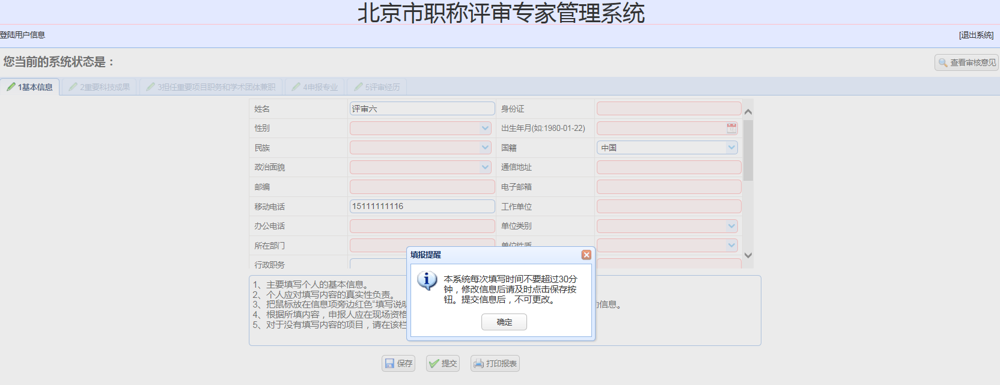 北京市职称评审专家管理系统
登陆用户信息
[退出系统]
您当前的系统状态是：
查看审核意见
1基本信息
2重要科技成果
3担任重要项目职务和学术团体兼职
4申报专业
5评审经历
姓名 评审六 身份证
性别 出生年月(如:1980-01-22)
民族 国籍 中国
政治面貌 通信地址
邮编 电子邮箱
移动电话 15111111116 工作单位
办公电话 单位类别
所在部门 单位性质
行政职务
填报提醒
本系统每次填写时间不要超过30分
钟，修改信息后请及时点击保存按
钮。提交信息后，不可更改。
确定
1、主要填写个人的基本信息。
2、个人应对填写内容的真实性负责。
3、把鼠标放在信息项旁边红色"填写说 信息。
4、根据所填内容，申报人应在现场资格
5、对于没有填写内容的项目，请在该栏
保存
提交
打印报表